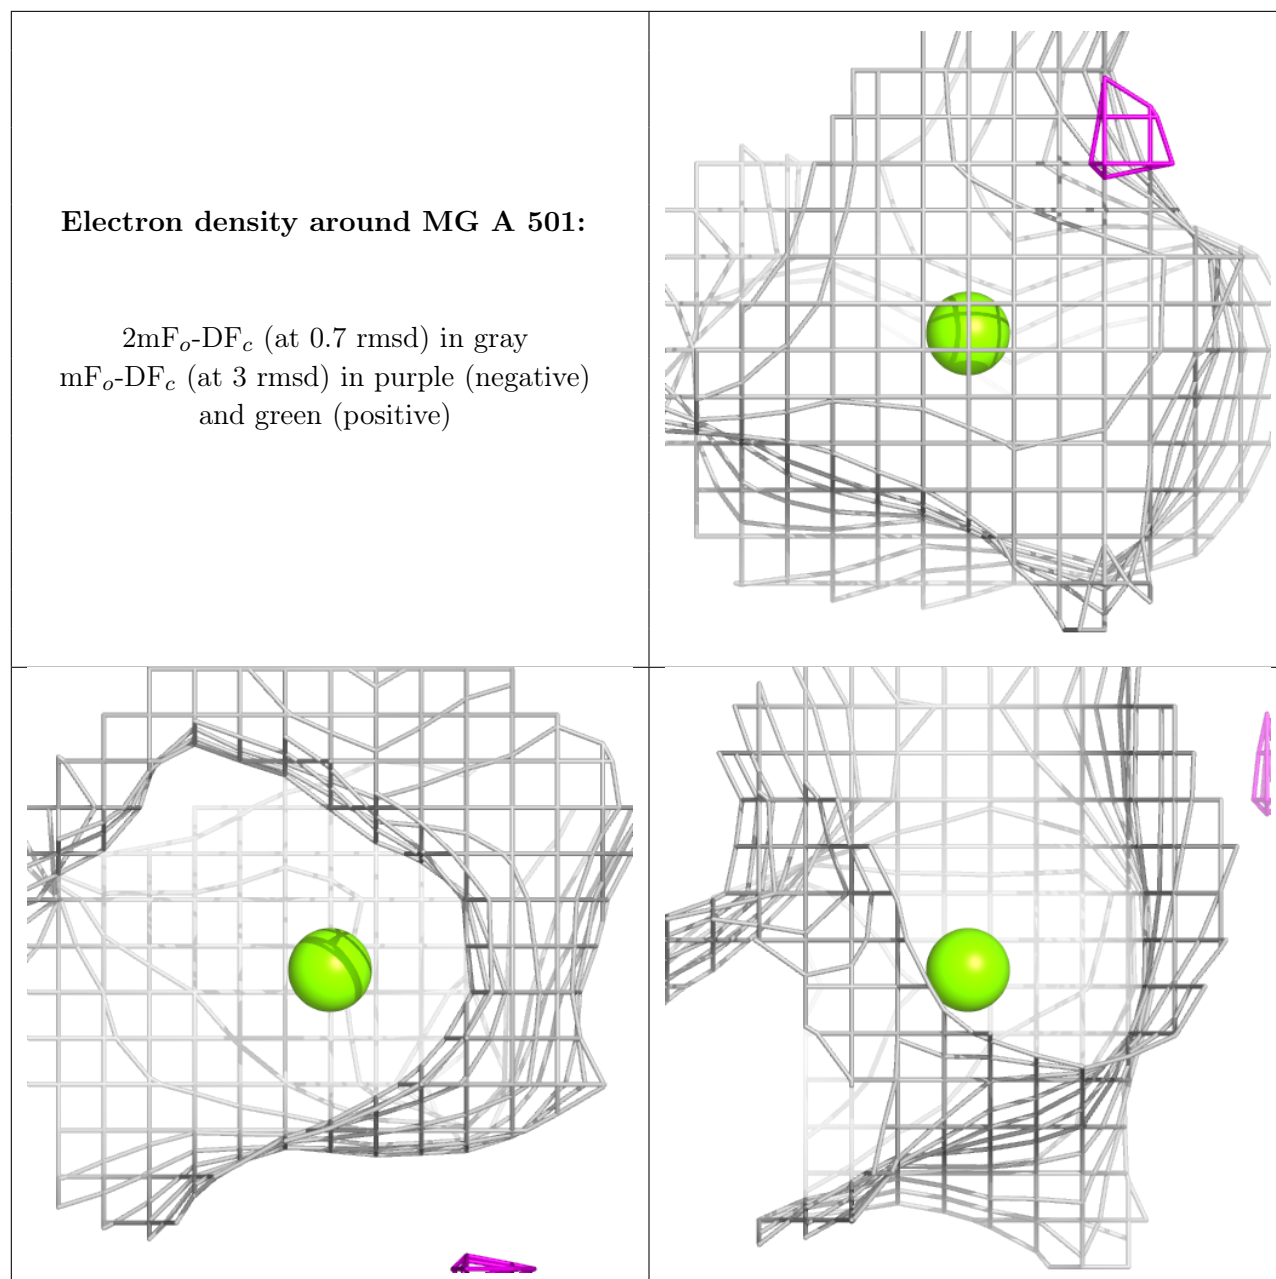 Electron density around MG A 501:
2mFo-DFc (at 0.7 rmsd) in gray
mFo-DFc (at 3 rmsd) in purple (negative)
and green (positive)